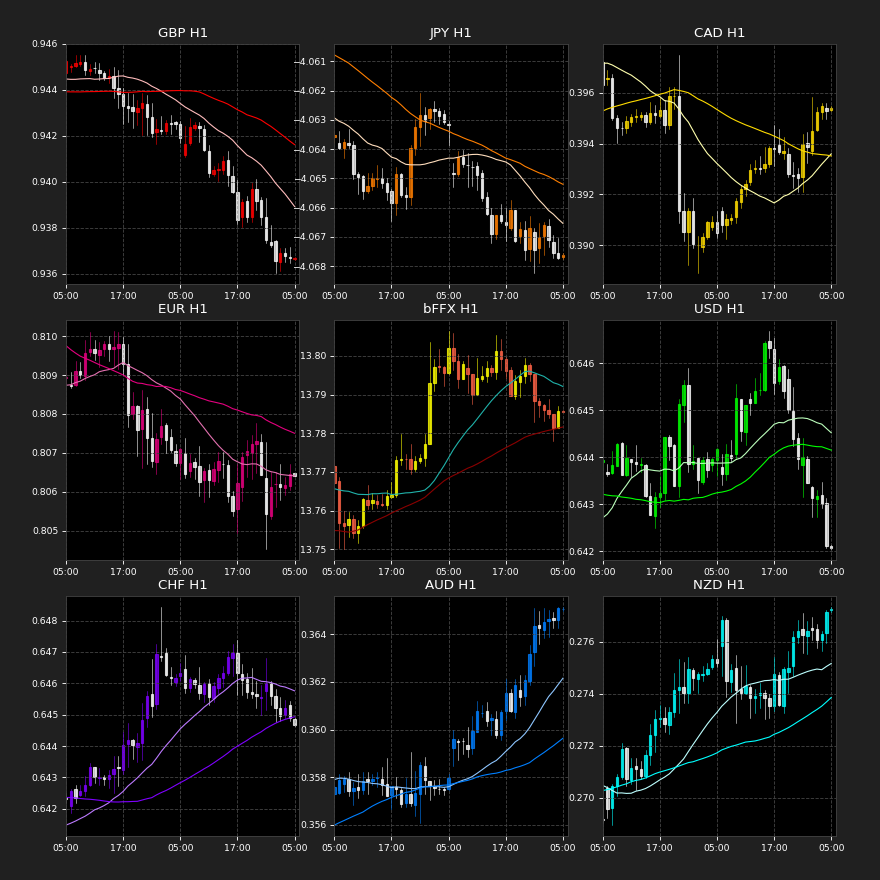 GBP H1
0.946
0.944
0.942
0.940
0.938
0.936
05:00 17:00 05:00 17:00 05:00
JPY H1
−4.061
−4.062
−4.063
−4.064
−4.065
−4.066
−4.067
−4.068
05:00 17:00 05:00 17:00 05:00
CAD H1
0.396
0.394
0.392
0.390
05:00 17:00 05:00 17:00 05:00
EUR H1
0.810
0.809
0.808
0.807
0.806
0.805
05:00 17:00 05:00 17:00 05:00
bFFX H1
13.80
13.79
13.78
13.77
13.76
13.75
05:00 17:00 05:00 17:00 05:00
USD H1
0.646
0.645
0.644
0.643
0.642
05:00 17:00 05:00 17:00 05:00
CHF H1
0.648
0.647
0.646
0.645
0.644
0.643
0.642
05:00 17:00 05:00 17:00 05:00
AUD H1
0.364
0.362
0.360
0.358
0.356
05:00 17:00 05:00 17:00 05:00
NZD H1
0.276
0.274
0.272
0.270
05:00 17:00 05:00 17:00 05:00